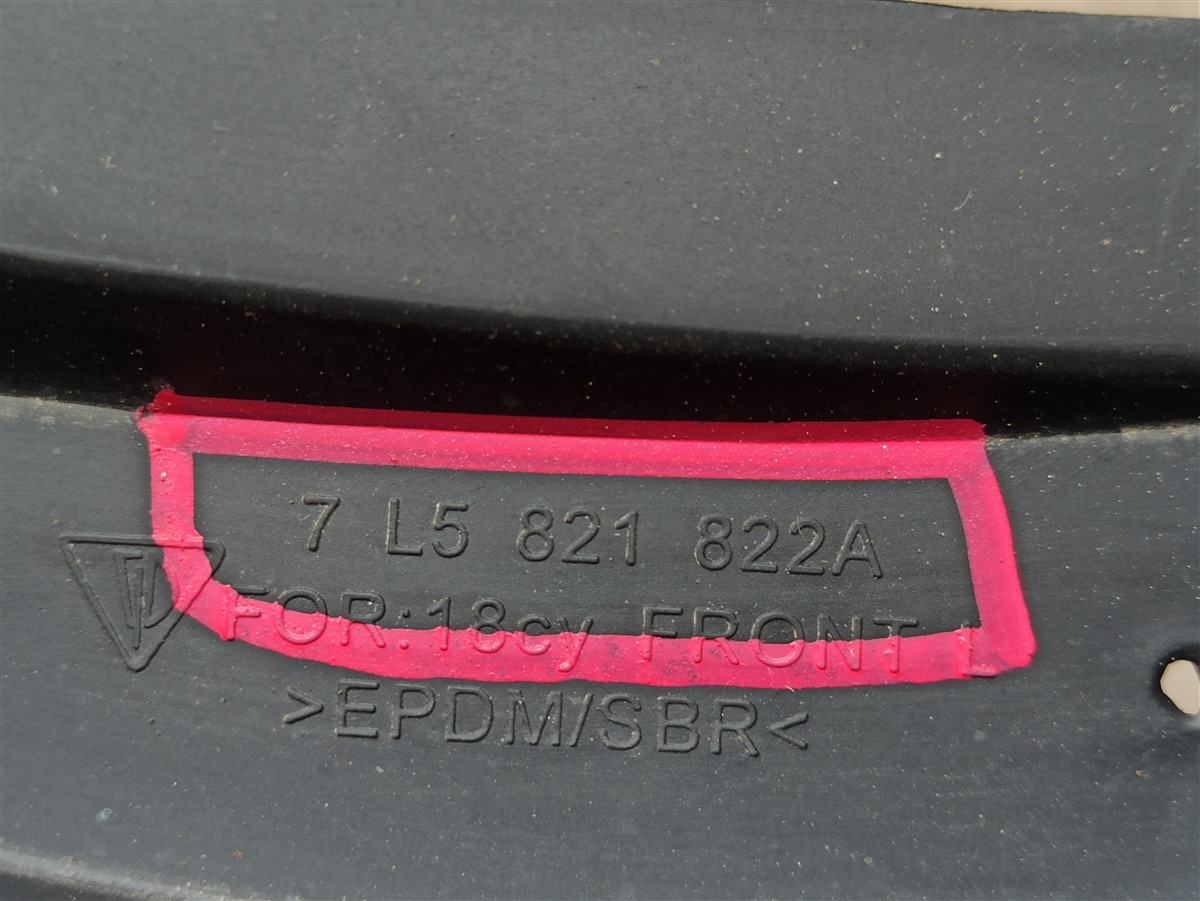 7 L5 821 822A
FOR:18cy FRONT L
>EPDM/SBR<